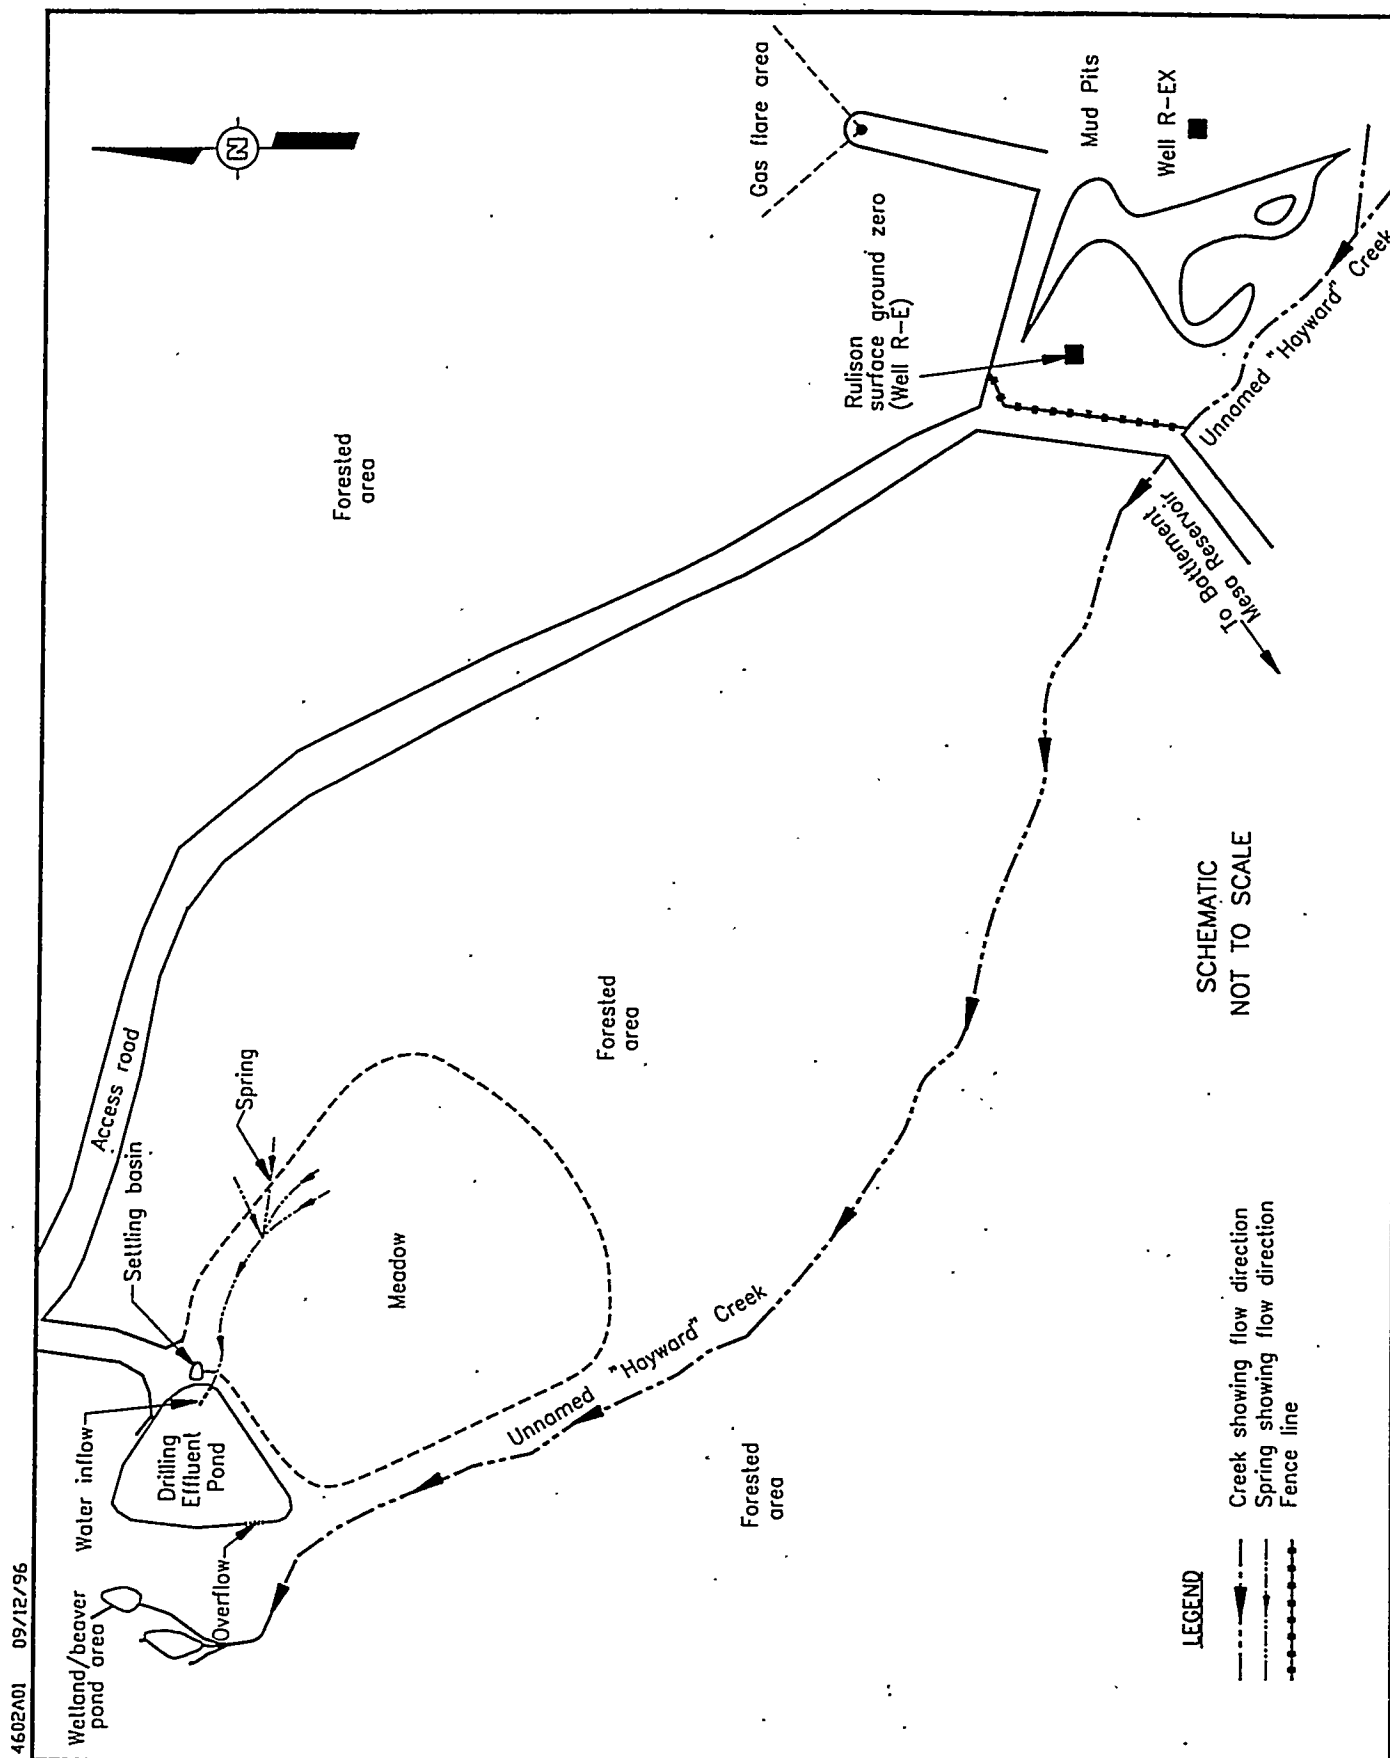 4602A01 09/12/96
N
Gas flare area
Mud Pits
Well R-EX
Rulison
surface ground zero
(Well R-E)
Unnamed "Hayward" Creek
To Battlement
Mesa Reservoir
Forested
area
Access road
Forested
area
Spring
Settling basin
Meadow
Water inflow
Drilling
Effluent
Pond
Overflow
Wetland/beaver
pond area
Unnamed "Hayward" Creek
Forested
area
SCHEMATIC
NOT TO SCALE
LEGEND
Creek showing flow direction
Spring showing flow direction
Fence line